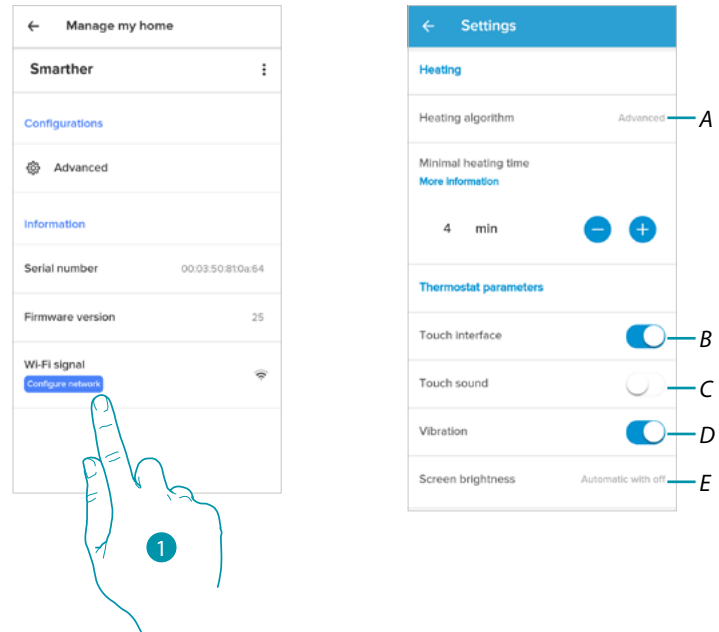 ← Manage my home
Smarther
Configurations
Advanced
Information
Serial number 00:03:50:81:0a:64
Firmware version 25
Wi-Fi signal
Configure network
1
← Settings
Heating
Heating algorithm Advanced A
Minimal heating time
More information
4 min − +
Thermostat parameters
Touch interface B
Touch sound C
Vibration D
Screen brightness Automatic with off E